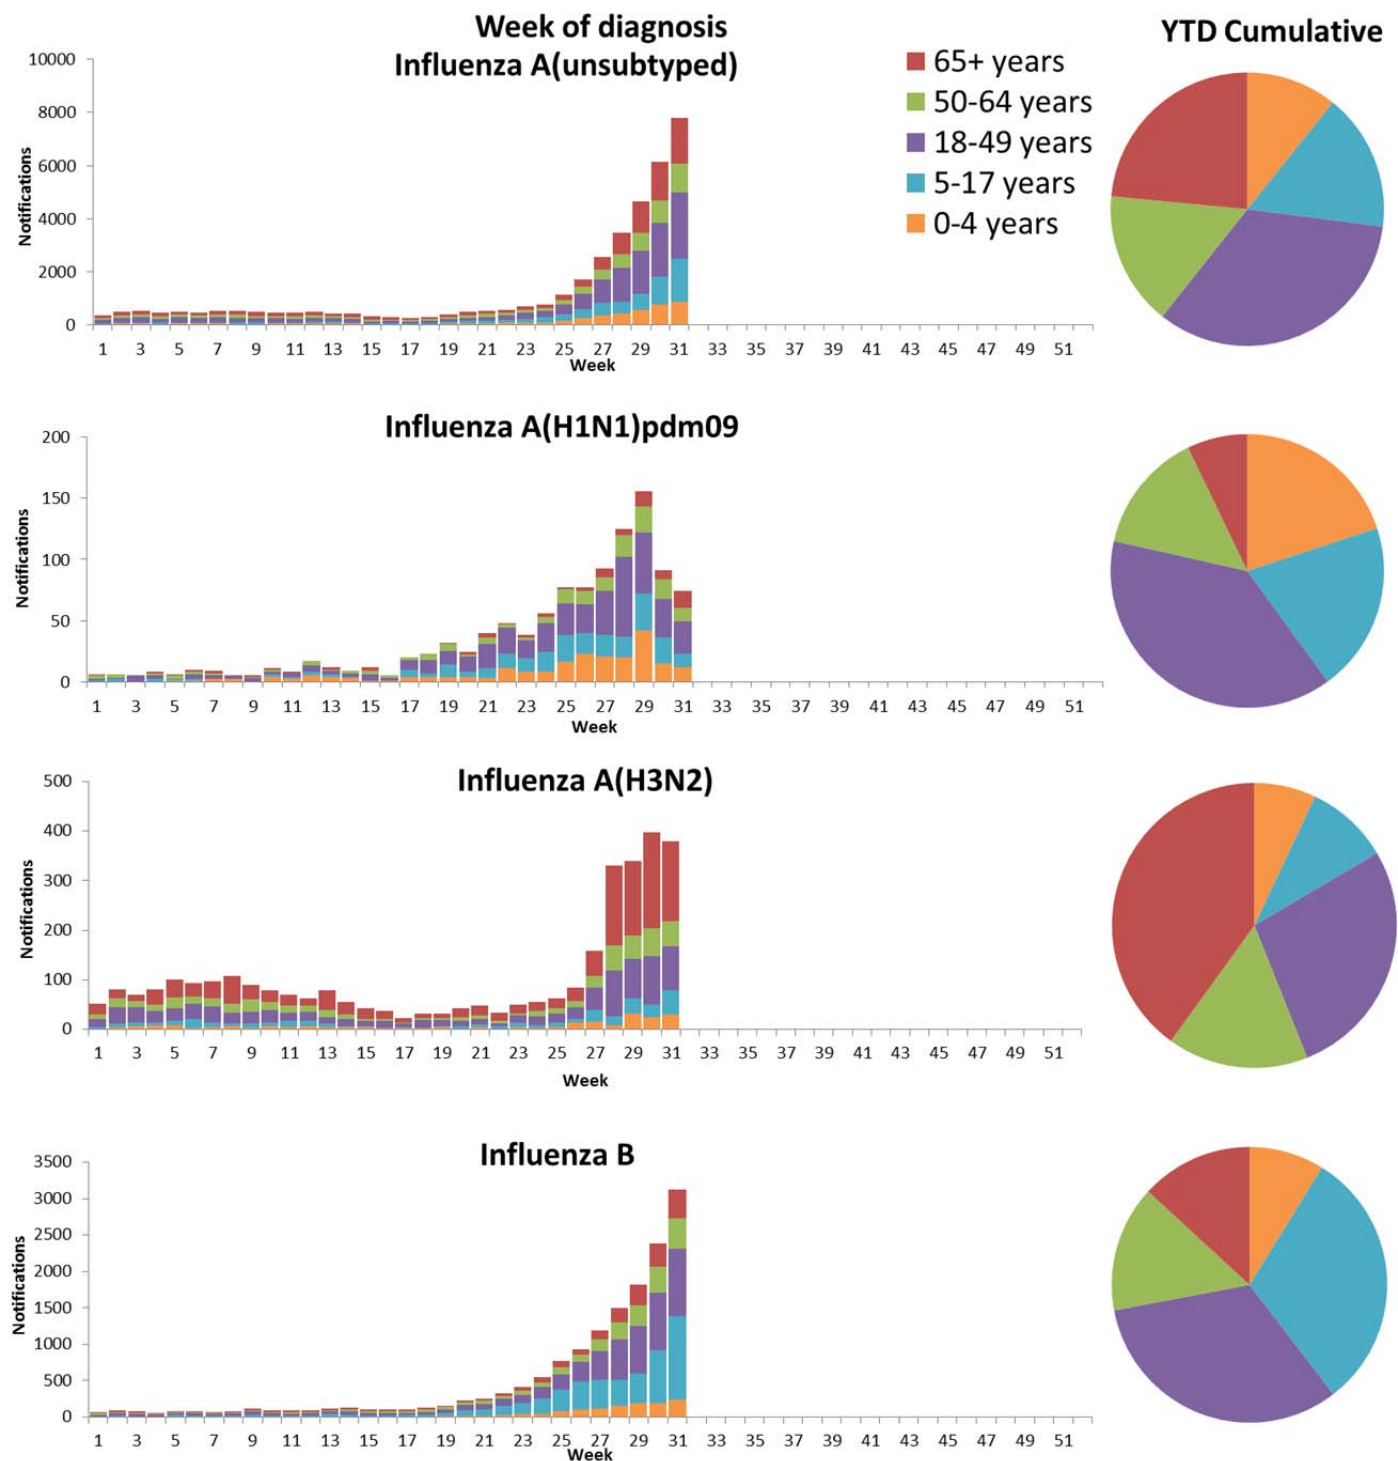 Week of diagnosis
YTD Cumulative
Influenza A(unsubtyped)
65+ years
50-64 years
18-49 years
5-17 years
0-4 years
10000
8000
6000
4000
2000
0
Notifications
1 3 5 7 9 11 13 15 17 19 21 23 25 27 29 31 33 35 37 39 41 43 45 47 49 51
Week
Influenza A(H1N1)pdm09
200
150
100
50
0
Notifications
1 3 5 7 9 11 13 15 17 19 21 23 25 27 29 31 33 35 37 39 41 43 45 47 49 51
Week
Influenza A(H3N2)
500
400
300
200
100
0
Notifications
1 3 5 7 9 11 13 15 17 19 21 23 25 27 29 31 33 35 37 39 41 43 45 47 49 51
Week
Influenza B
3500
3000
2500
2000
1500
1000
500
0
Notifications
1 3 5 7 9 11 13 15 17 19 21 23 25 27 29 31 33 35 37 39 41 43 45 47 49 51
Week